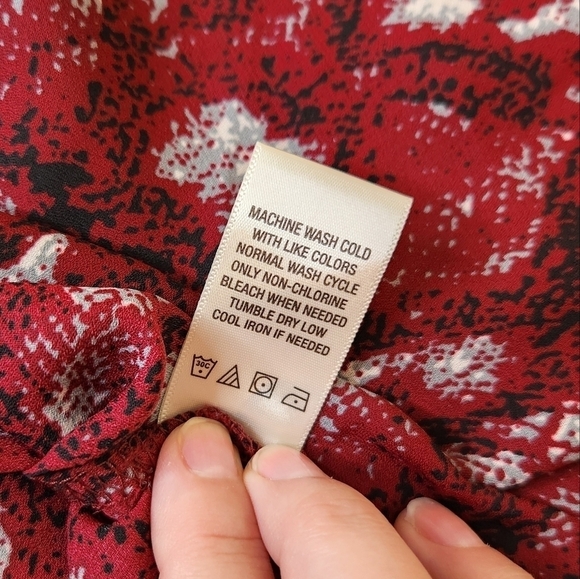 MACHINE WASH COLD
WITH LIKE COLORS
NORMAL WASH CYCLE
ONLY NON-CHLORINE
BLEACH WHEN NEEDED
TUMBLE DRY LOW
COOL IRON IF NEEDED
30C